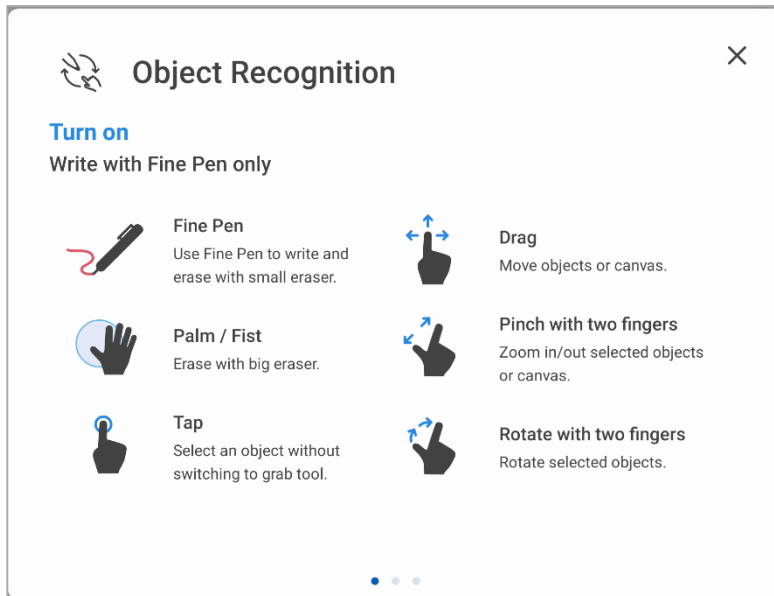 Object Recognition
Turn on
Write with Fine Pen only
Fine Pen
Use Fine Pen to write and
erase with small eraser.
Palm / Fist
Erase with big eraser.
Tap
Select an object without
switching to grab tool.
Drag
Move objects or canvas.
Pinch with two fingers
Zoom in/out selected objects
or canvas.
Rotate with two fingers
Rotate selected objects.